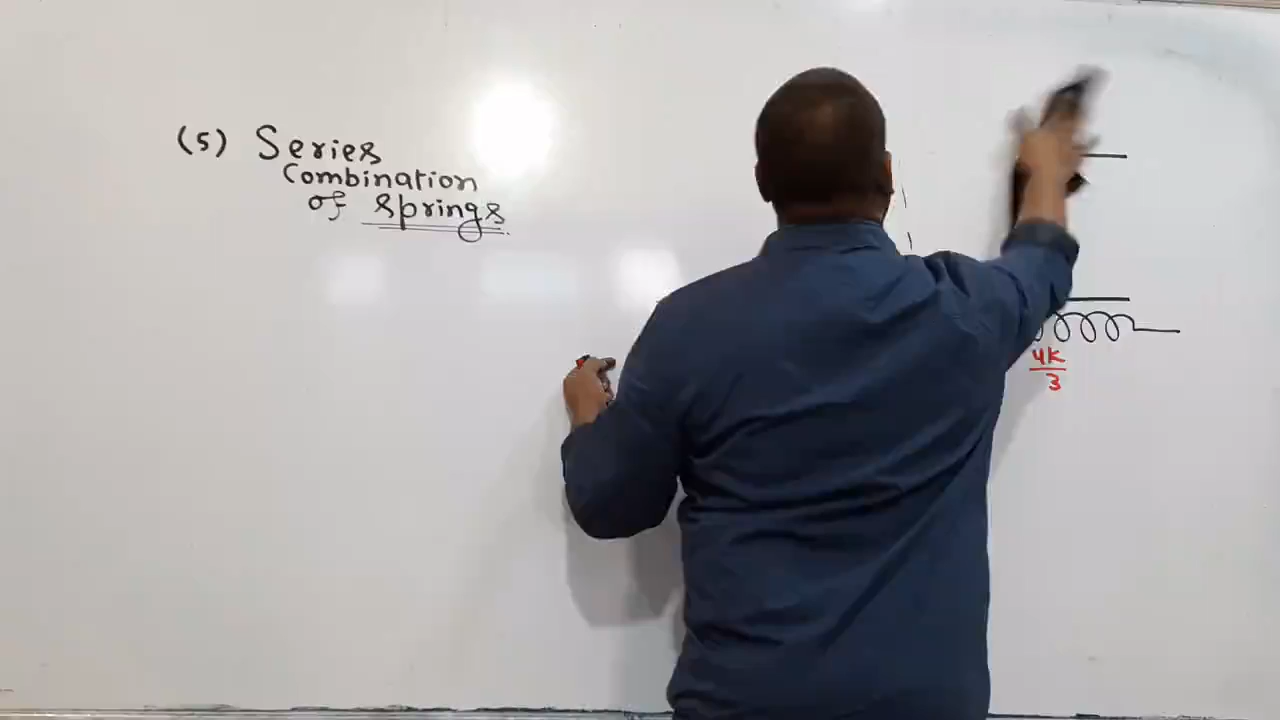 (5) Series
Combination
of springs.
4K
3